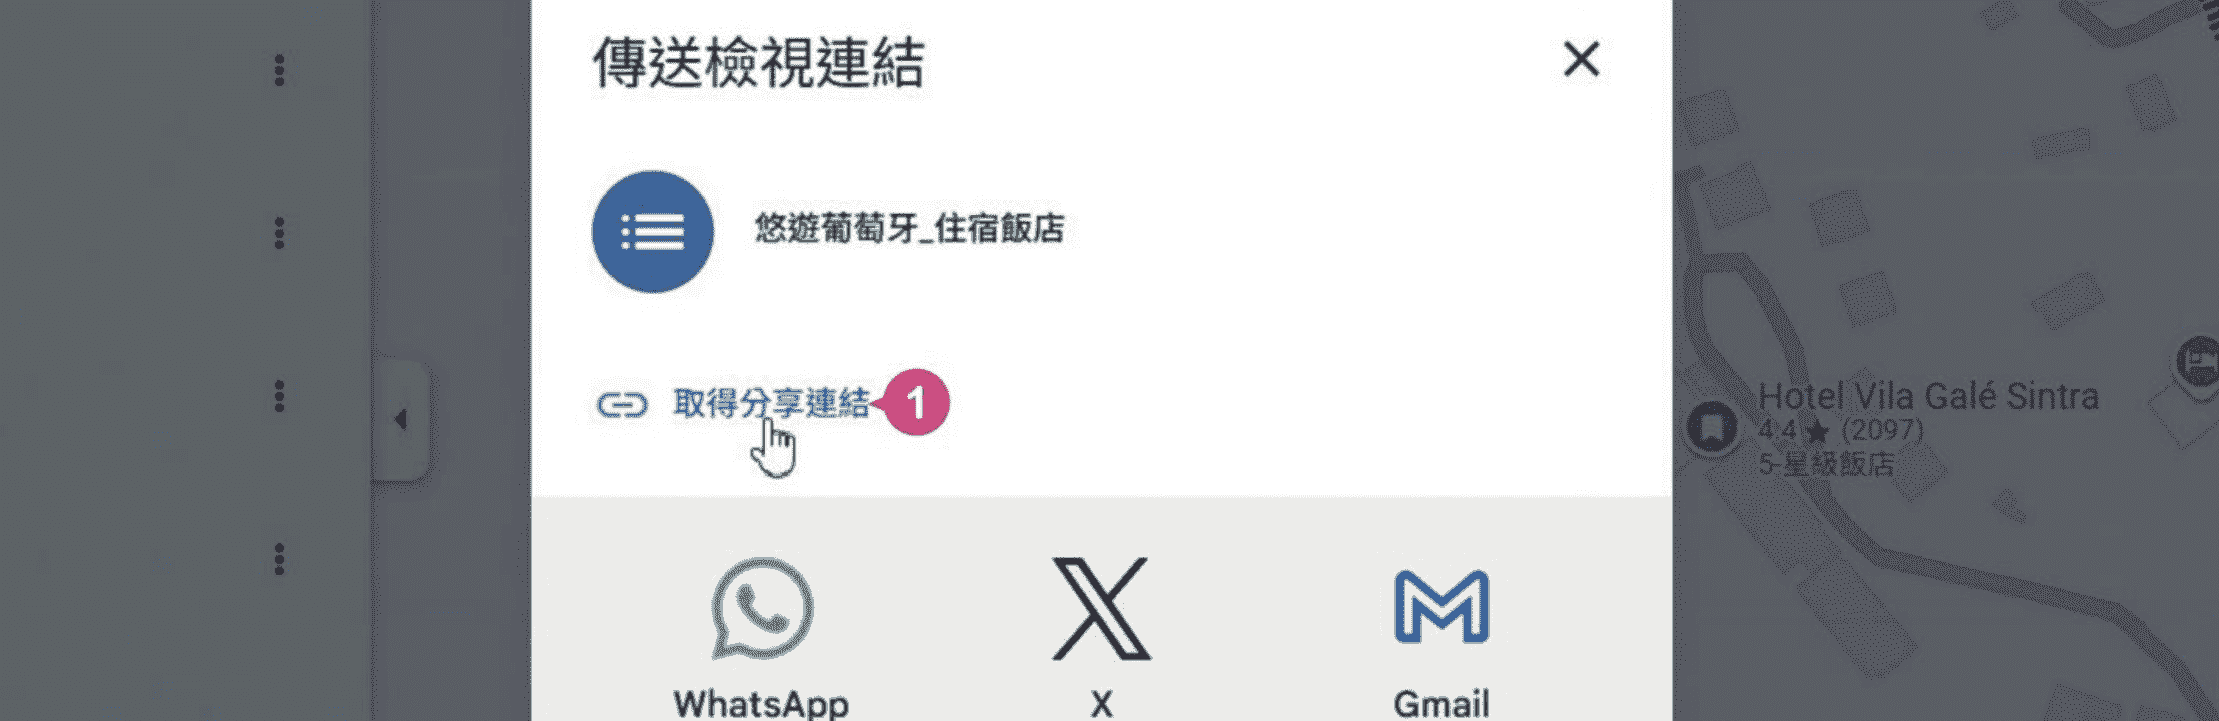 傳送檢視連結
悠遊葡萄牙_住宿飯店
取得分享連結
1
Hotel Vila Galé Sintra
4.4 ★ (2097)
5-星級飯店
WhatsApp
X
Gmail